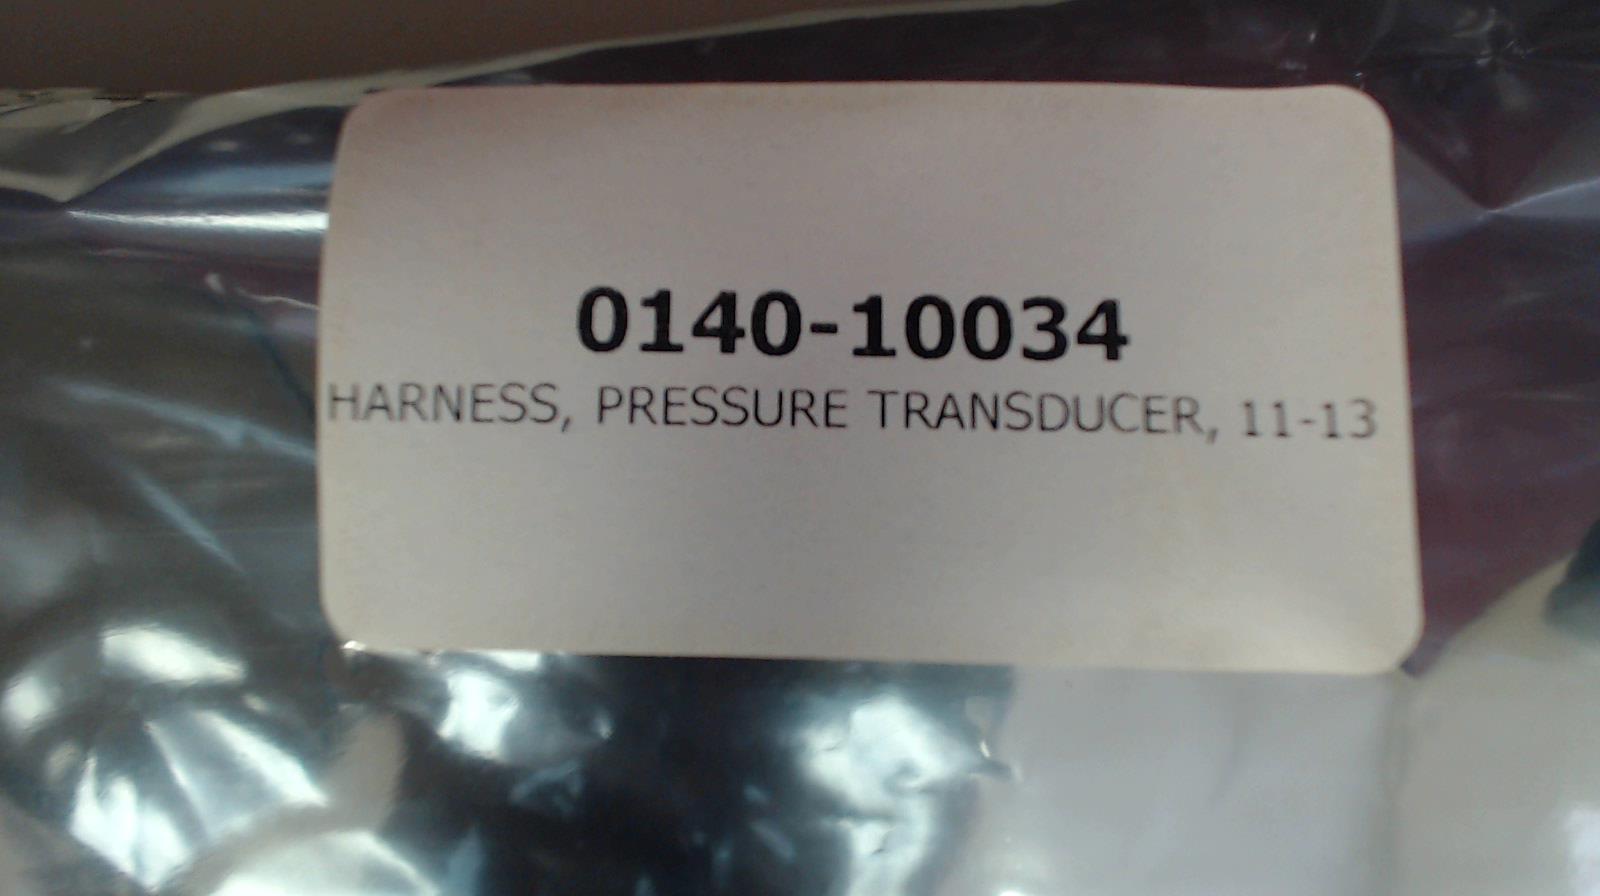 0140-10034
HARNESS, PRESSURE TRANSDUCER, 11-13